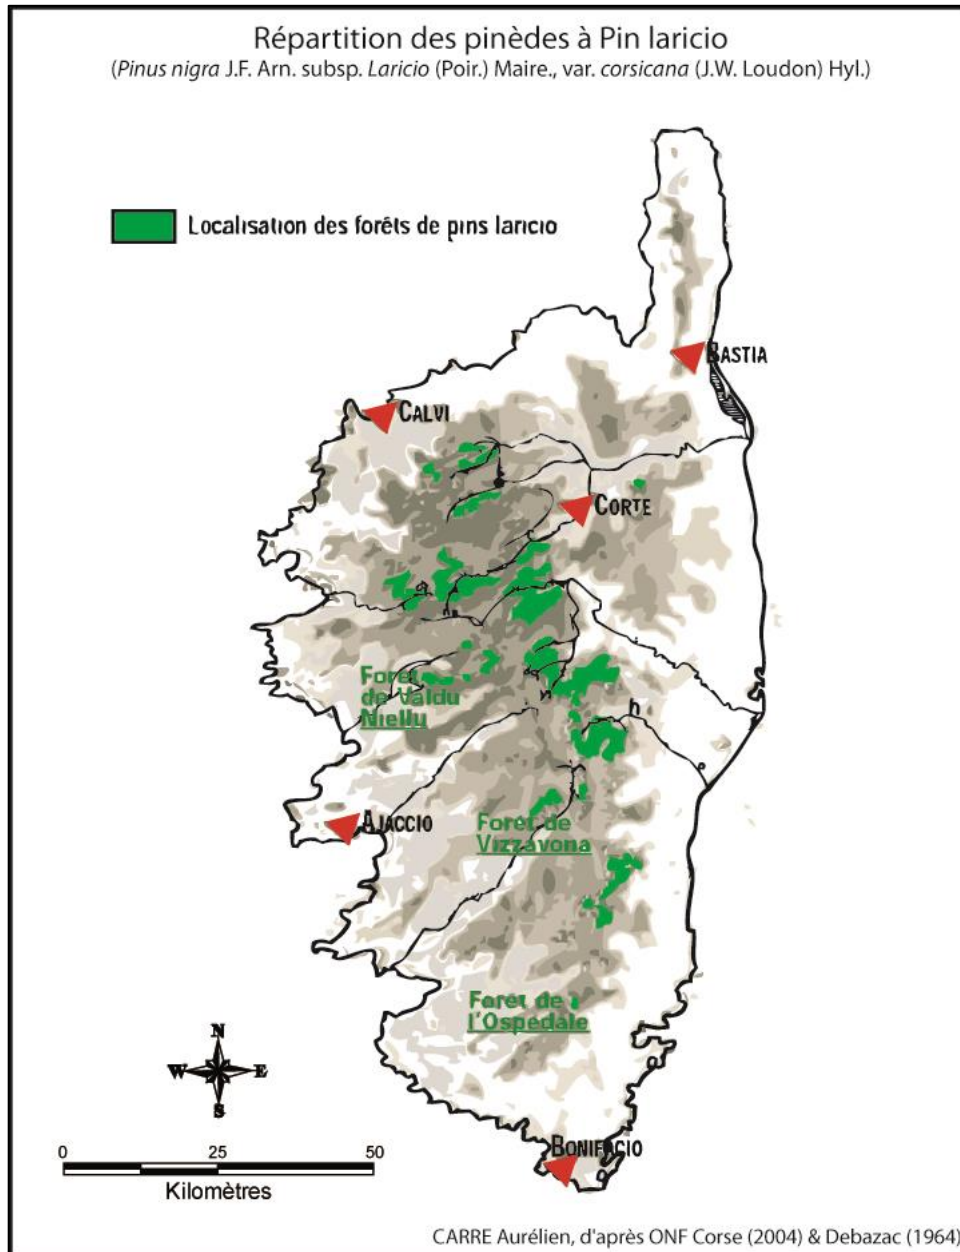 Répartition des pinèdes à Pin laricio
(Pinus nigra J.F. Arn. subsp. Laricio (Poir.) Maire., var. corsicana (J.W. Loudon) Hyl.)
Localisation des forêts de pins laricio
BASTIA
CALVI
CORTE
Forêt
de Valdu
Niellu
AJACCIO
Forêt de
Vizzavona
Forêt de
l'Ospedale
N
W E
S
BONIFACIO
0 25 50
Kilomètres
CARRE Aurélien, d'après ONF Corse (2004) & Debazac (1964)